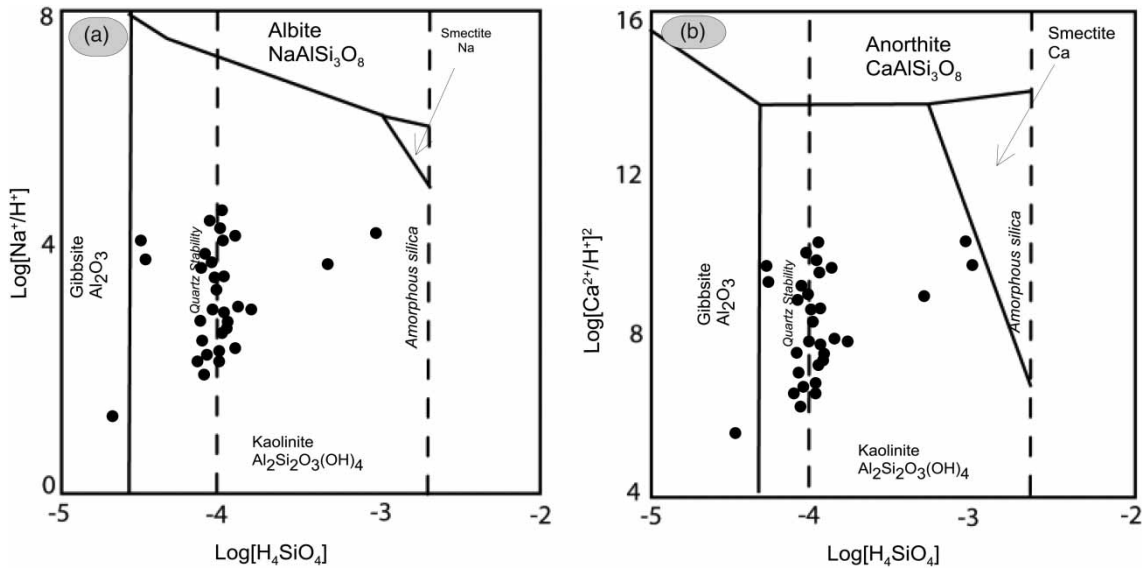 (a)
8
4
0
Log[Na⁺/H⁺]
Albite
NaAlSi₃O₈
Smectite
Na
Gibbsite
Al₂O₃
Quartz Stability
Amorphous silica
Kaolinite
Al₂Si₂O₃(OH)₄
-5
-4
-3
-2
Log[H₄SiO₄]
(b)
16
12
8
4
Log[Ca²⁺/H⁺]²
Anorthite
CaAlSi₃O₈
Smectite
Ca
Gibbsite
Al₂O₃
Quartz Stability
Amorphous silica
Kaolinite
Al₂Si₂O₃(OH)₄
-5
-4
-3
-2
Log[H₄SiO₄]